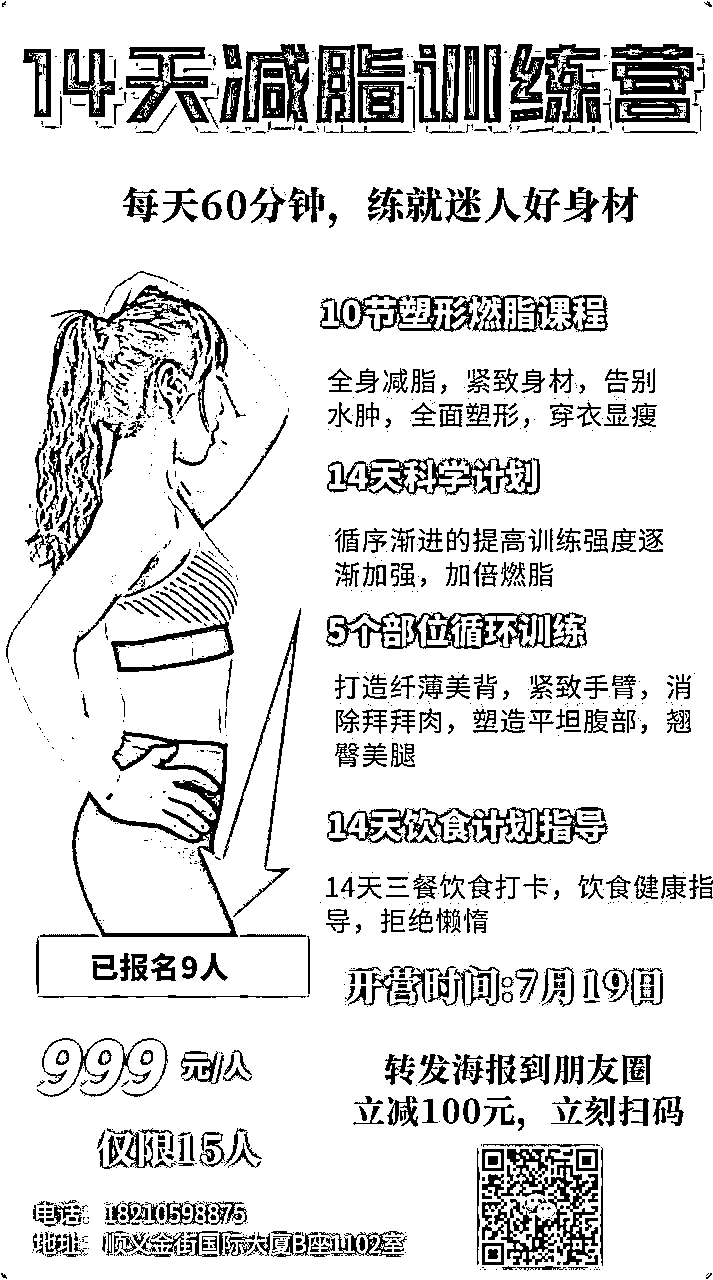 14天减脂训练营
每天60分钟，练就迷人好身材
10节塑形燃脂课程
全身减脂，紧致身材，告别
水肿，全面塑形，穿衣显瘦
14天科学计划
循序渐进的提高训练强度逐
渐加强，加倍燃脂
5个部位循环训练
打造纤薄美背，紧致手臂，消
除拜拜肉，塑造平坦腹部，翘
臀美腿
14天饮食计划指导
14天三餐饮食打卡，饮食健康指
导，拒绝懒惰
已报名9人
开营时间:7月19日
999元/人
仅限15人
转发海报到朋友圈
立减100元，立刻扫码
电话：18210598875
地址：顺义金街国际大厦B座1102室